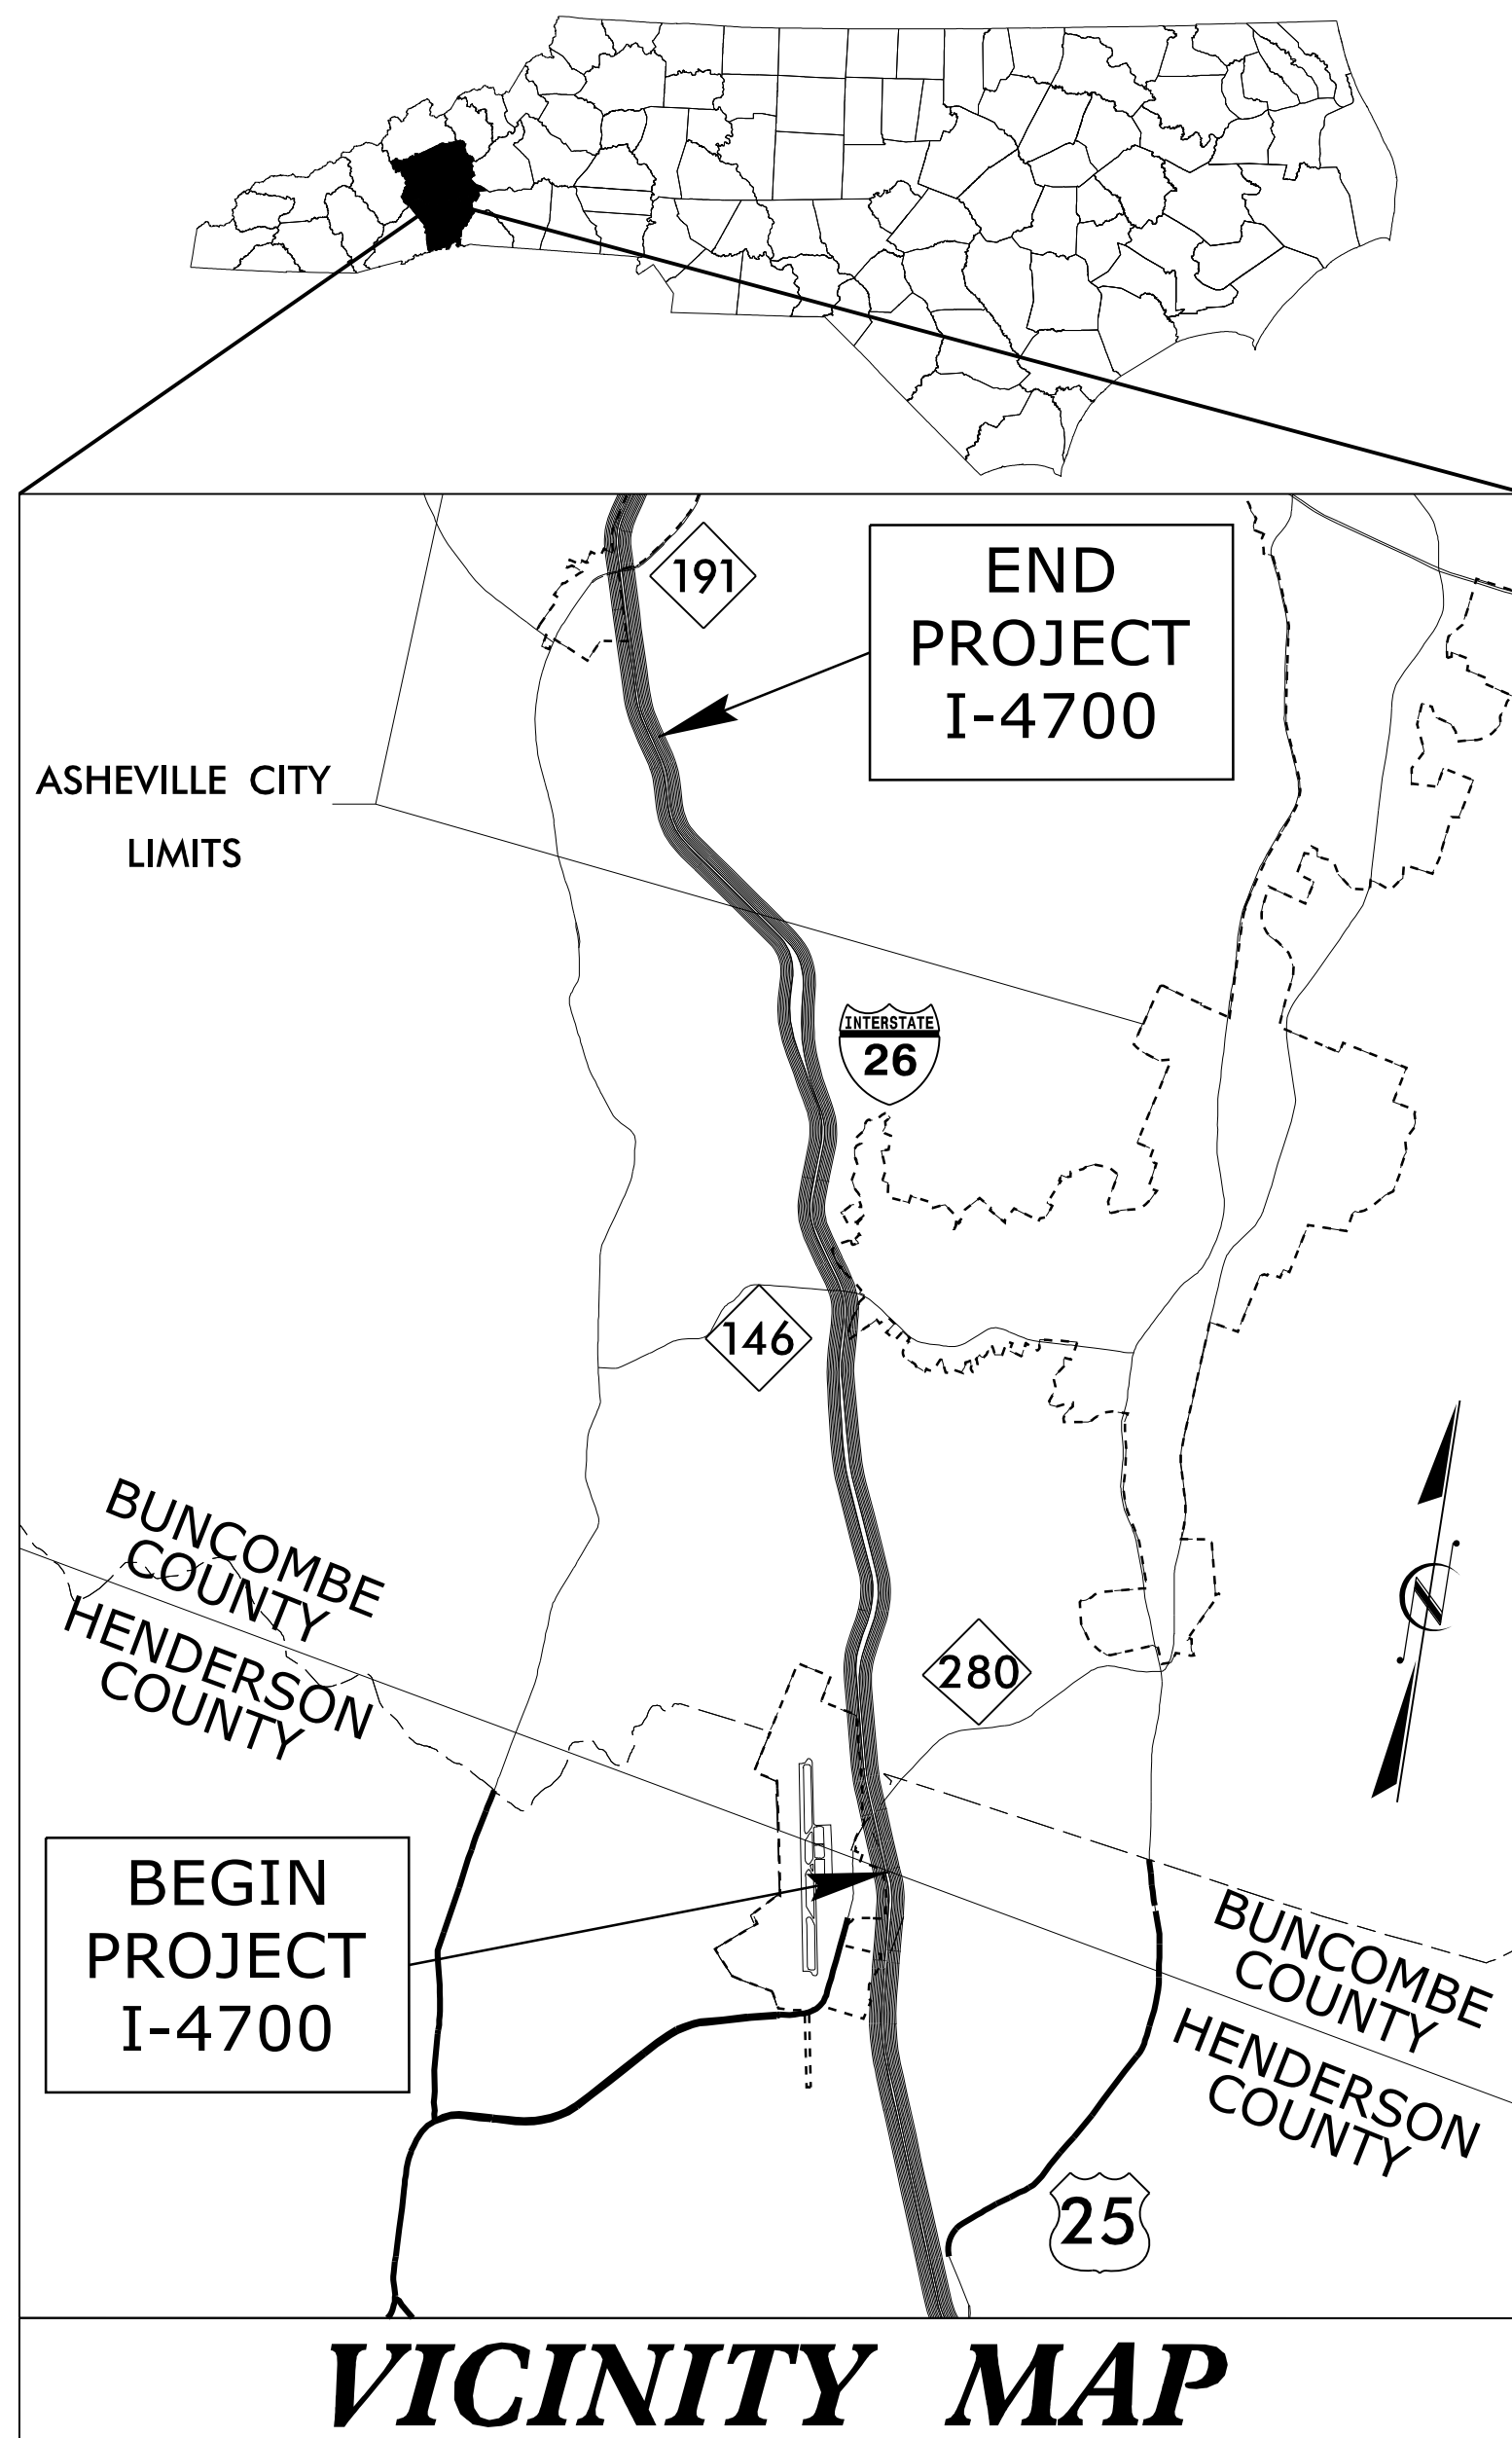 191
END
PROJECT
I-4700
ASHEVILLE CITY
LIMITS
INTERSTATE
26
146
BUNCOMBE
COUNTY
HENDERSON
COUNTY
N
280
BEGIN
PROJECT
I-4700
BUNCOMBE
COUNTY
HENDERSON
COUNTY
25
VICINITY MAP